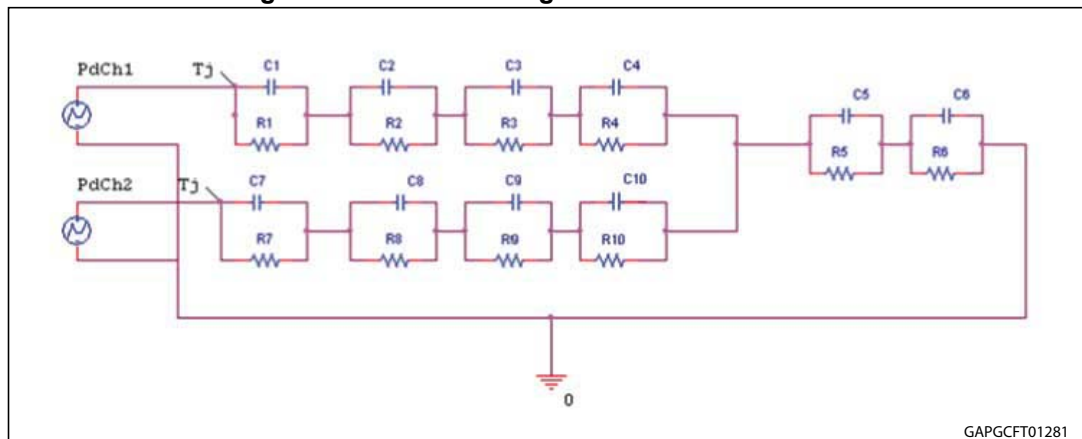 PdCh1
Tj
C1
C2
C3
C4
R1
R2
R3
R4
C5
C6
R5
R6
PdCh2
Tj
C7
C8
C9
C10
R7
R8
R9
R10
0
GAPGCFT01281